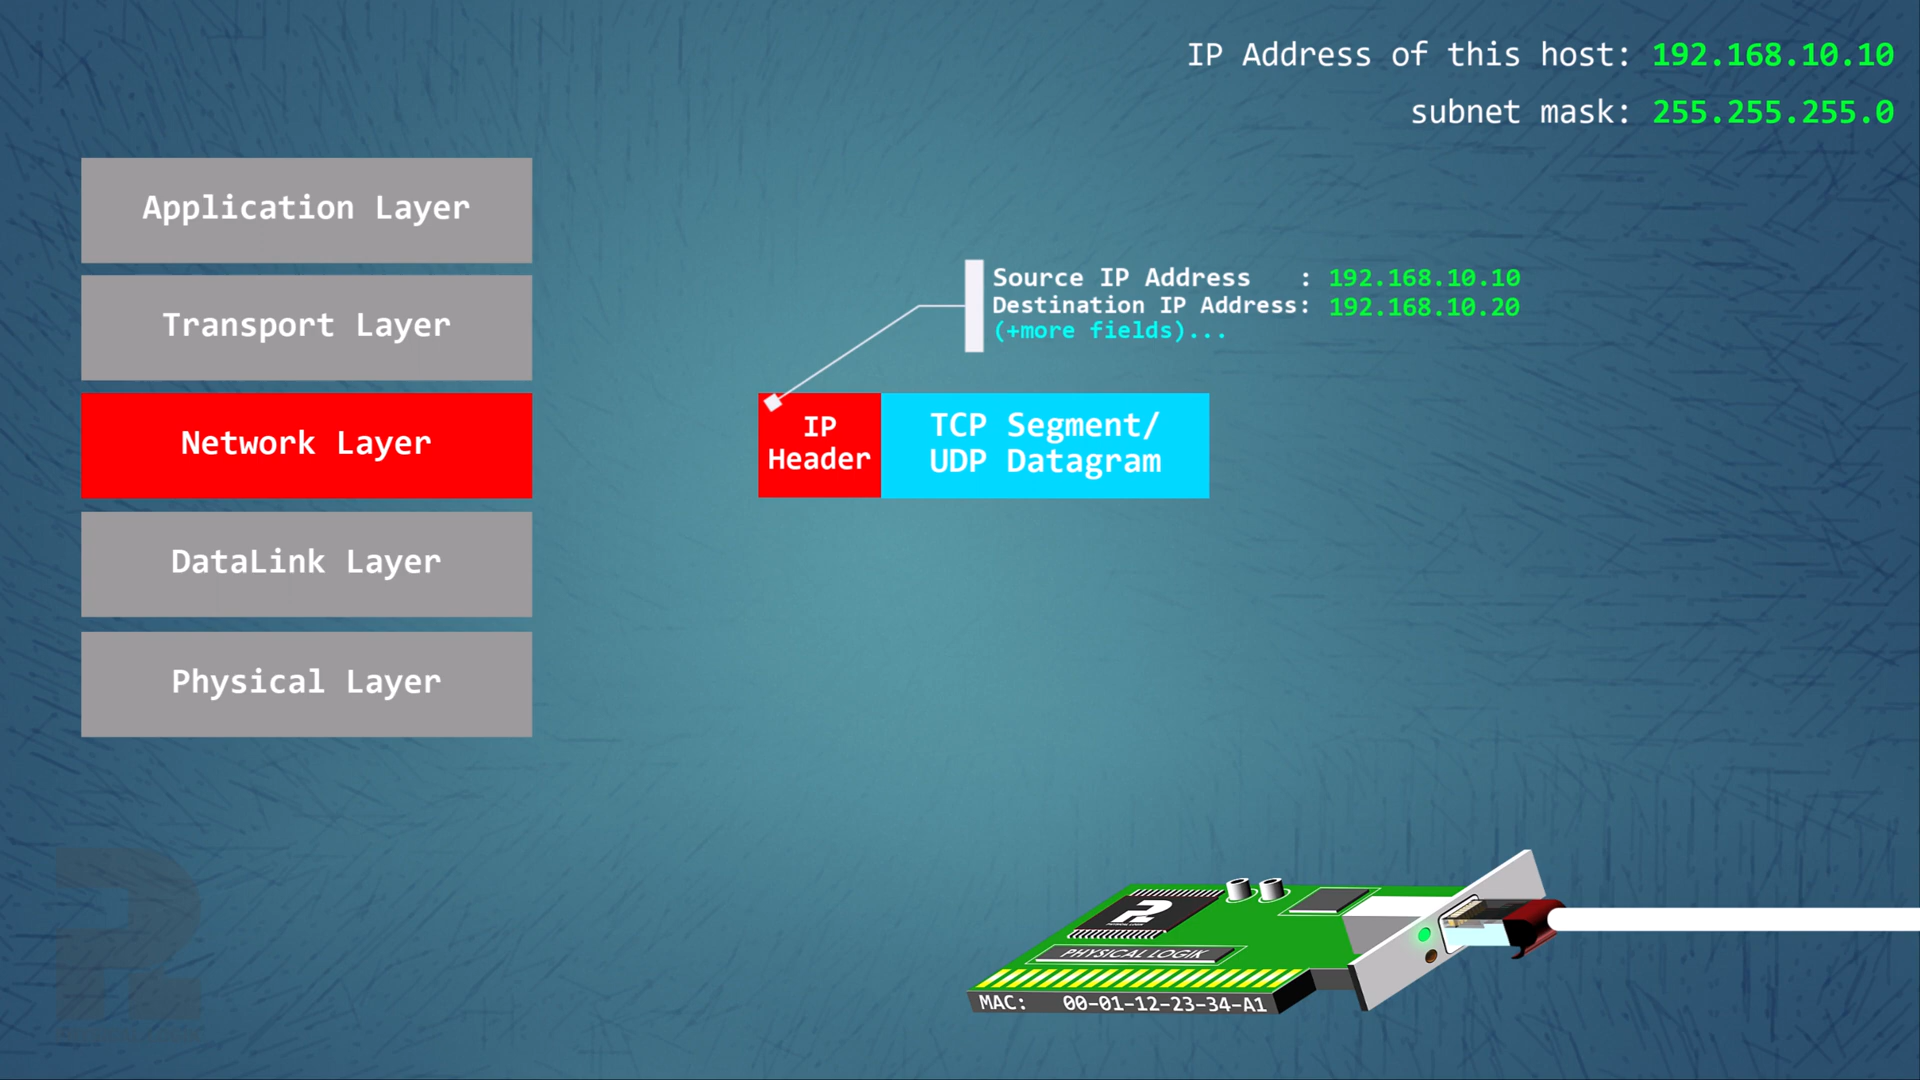 IP Address of this host: 192.168.10.10
subnet mask: 255.255.255.0
Application Layer
Transport Layer
Network Layer
DataLink Layer
Physical Layer
Source IP Address : 192.168.10.10
Destination IP Address: 192.168.10.20
(+more fields)...
IP
Header
TCP Segment/
UDP Datagram
PHYSICAL LOGIK
MAC: 00-01-12-23-34-A1